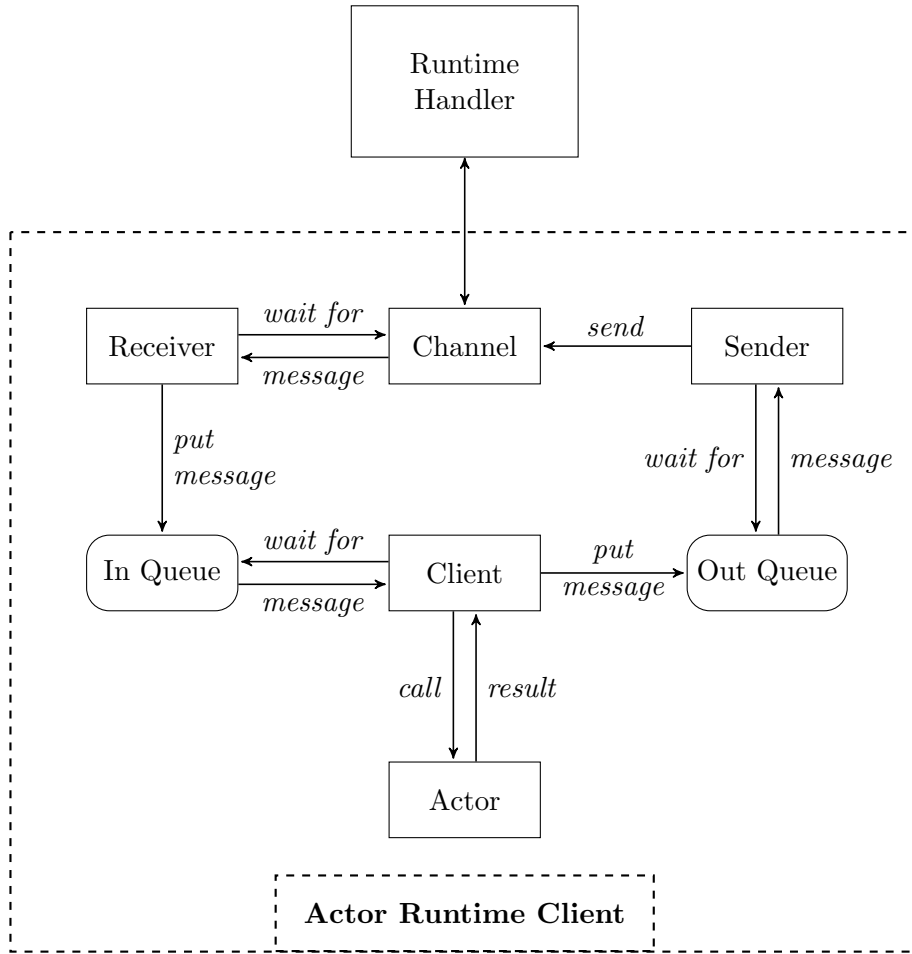 Runtime
Handler
wait for
send
Receiver
Channel
Sender
message
put
message
wait for
message
wait for
put
In Queue
Client
Out Queue
message
message
call
result
Actor
Actor Runtime Client